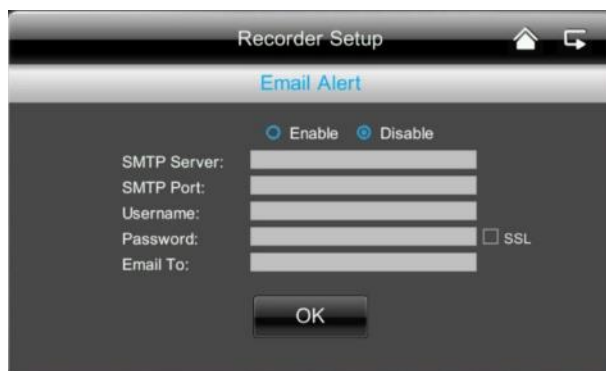 Recorder Setup
Email Alert
Enable Disable
SMTP Server:
SMTP Port:
Username:
Password: SSL
Email To:
OK